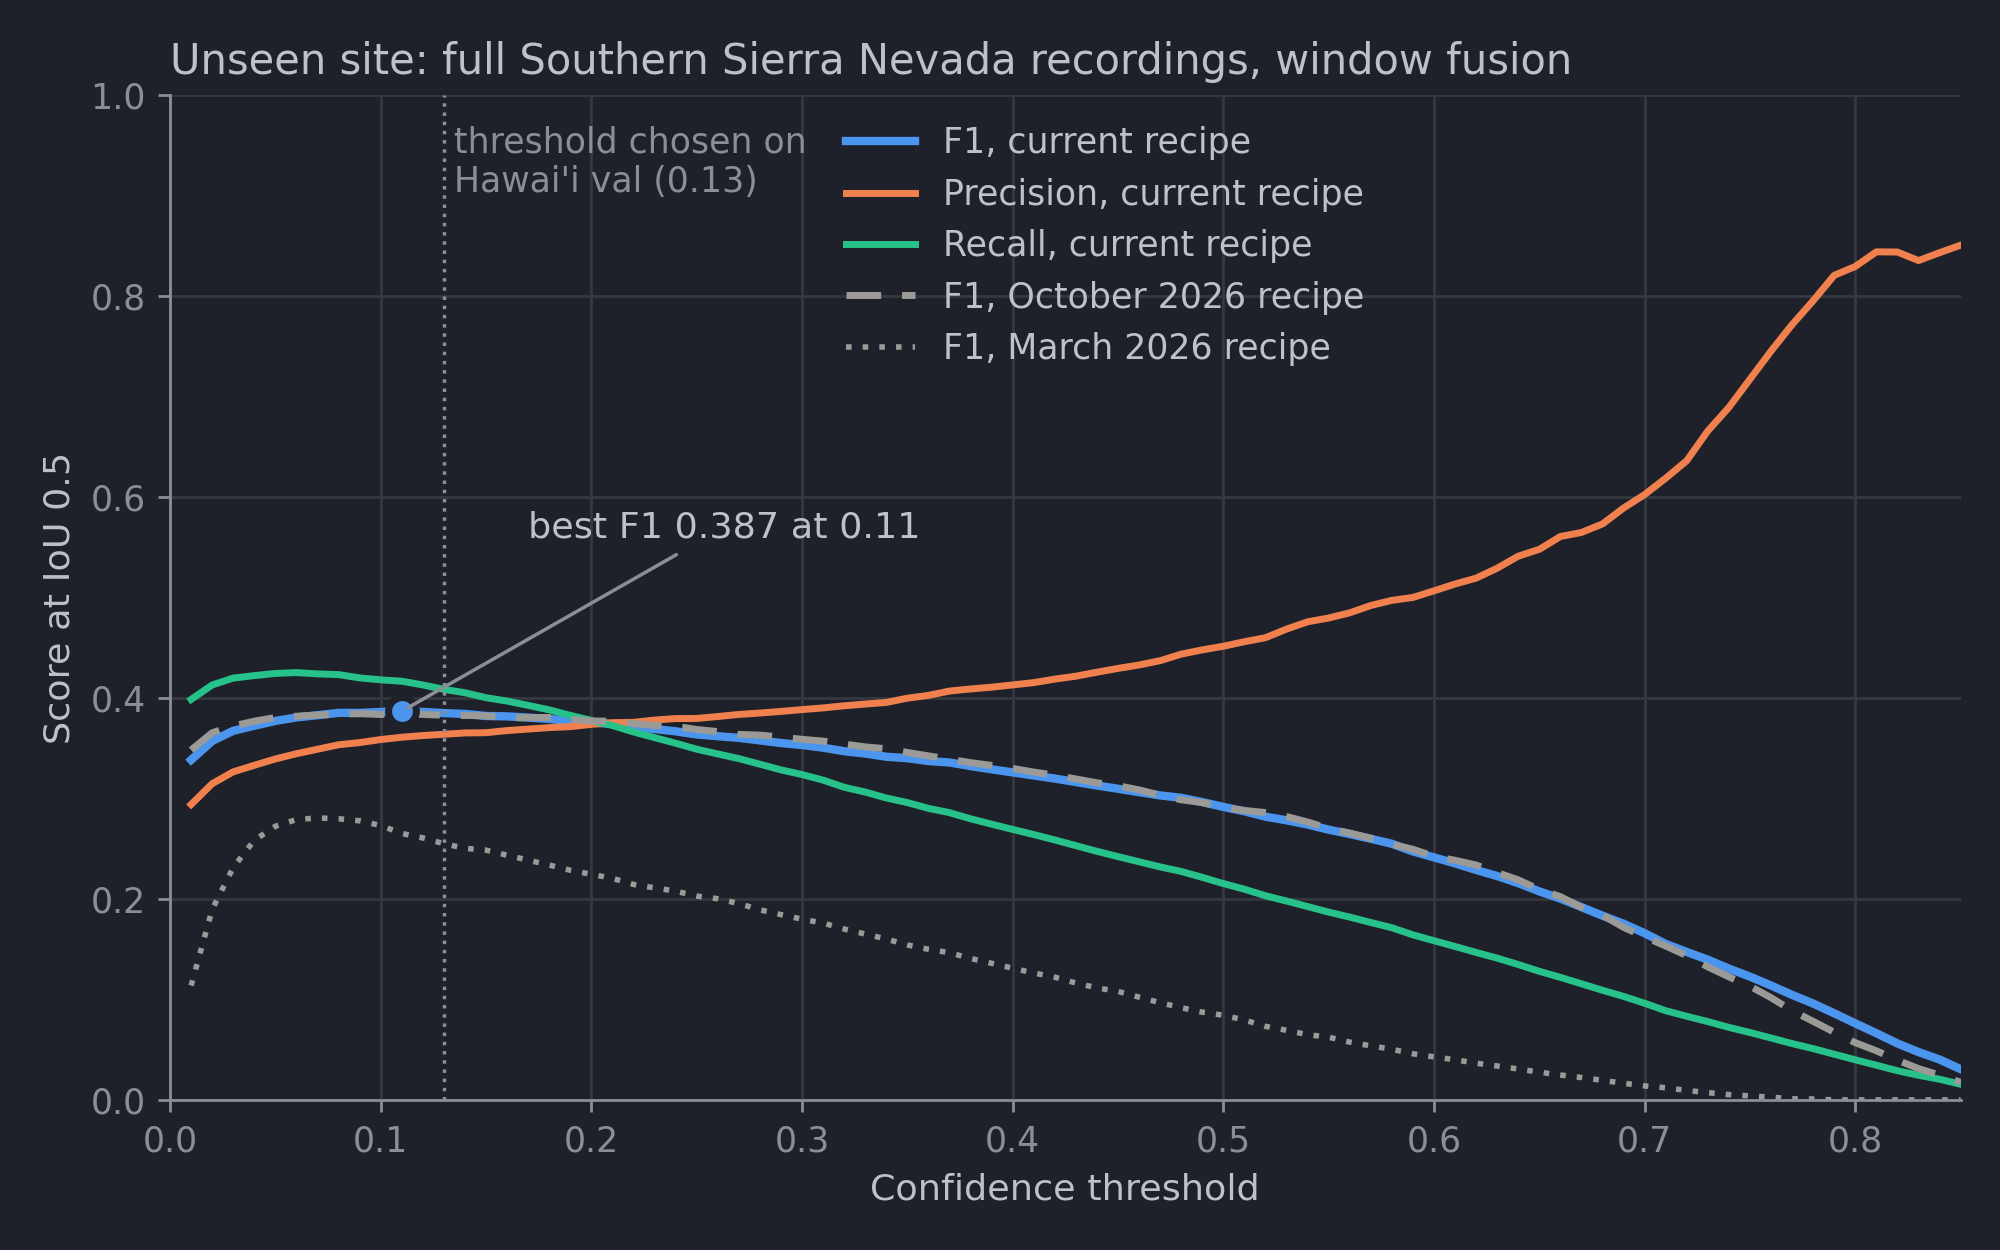 Unseen site: full Southern Sierra Nevada recordings, window fusion
1.0
0.8
0.6
0.4
0.2
0.0
Score at IoU 0.5
threshold chosen on
Hawai'i val (0.13)
F1, current recipe
Precision, current recipe
Recall, current recipe
F1, October 2026 recipe
F1, March 2026 recipe
best F1 0.387 at 0.11
0.0 0.1 0.2 0.3 0.4 0.5 0.6 0.7 0.8
Confidence threshold